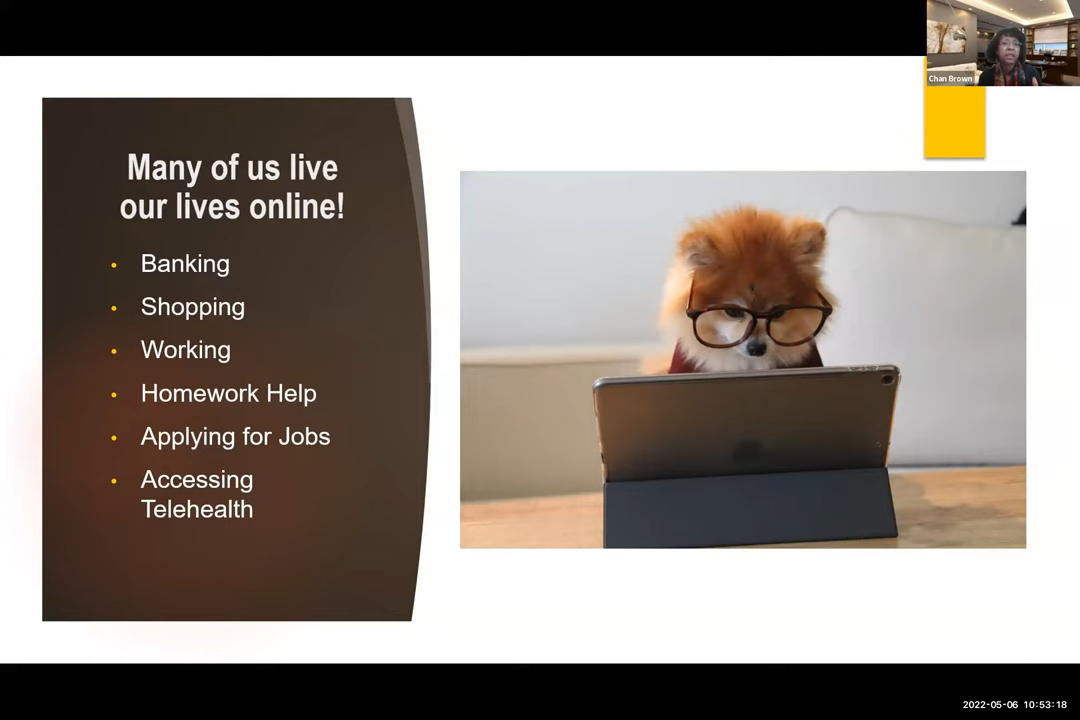 Chan Brown
Many of us live
our lives online!
• Banking
• Shopping
• Working
• Homework Help
• Applying for Jobs
• Accessing
Telehealth
2022-05-06 10:53:18